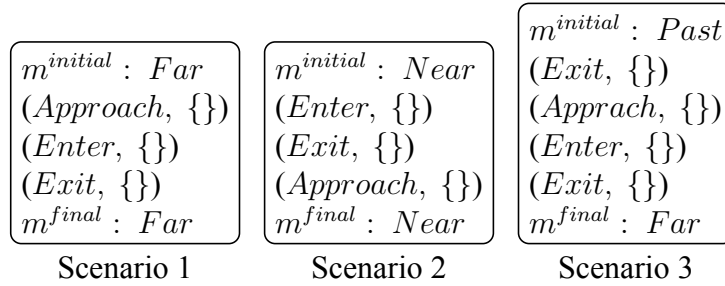 m^{initial} : Far
(Approach, {})
(Enter, {})
(Exit, {})
m^{final} : Far
Scenario 1
m^{initial} : Near
(Enter, {})
(Exit, {})
(Approach, {})
m^{final} : Near
Scenario 2
m^{initial} : Past
(Exit, {})
(Apprach, {})
(Enter, {})
(Exit, {})
m^{final} : Far
Scenario 3